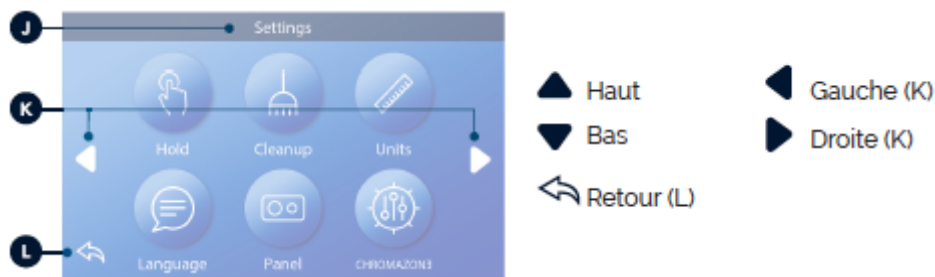 J
Settings
K
Hold
Cleanup
Units
L
Language
Panel
CHROMAZON3
Haut
Gauche (K)
Bas
Droite (K)
Retour (L)